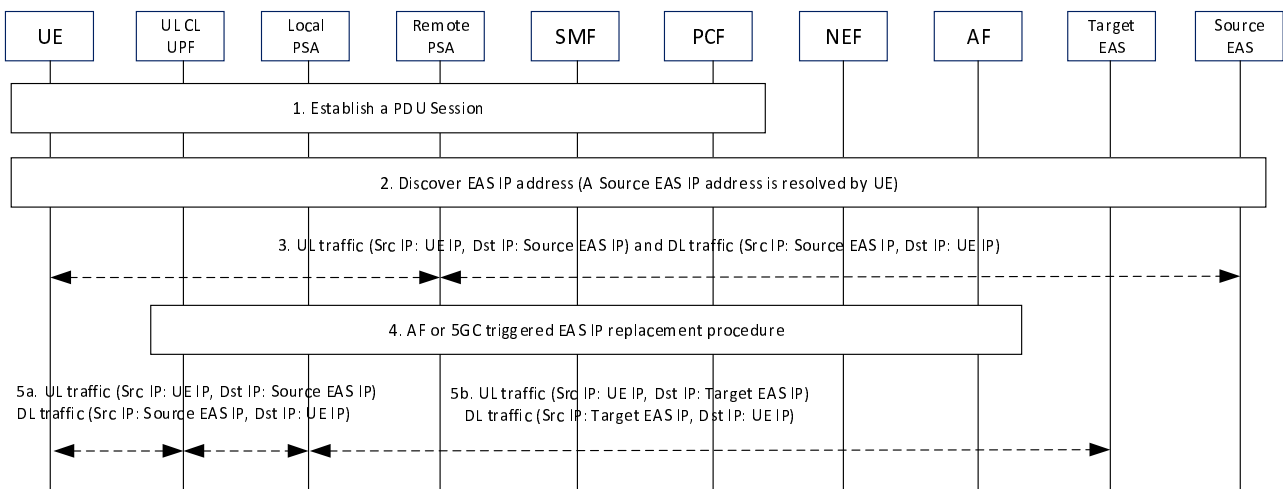 UE
UL CL
UPF
Local
PSA
Remote
PSA
SMF
PCF
NEF
AF
Target
EAS
Source
EAS
1. Establish a PDU Session
2. Discover EAS IP address (A Source EAS IP address is resolved by UE)
3. UL traffic (Src IP: UE IP, Dst IP: Source EAS IP) and DL traffic (Src IP: Source EAS IP, Dst IP: UE IP)
4. AF or 5GC triggered EAS IP replacement procedure
5a. UL traffic (Src IP: UE IP, Dst IP: Source EAS IP)
DL traffic (Src IP: Source EAS IP, Dst IP: UE IP)
5b. UL traffic (Src IP: UE IP, Dst IP: Target EAS IP)
DL traffic (Src IP: Target EAS IP, Dst IP: UE IP)